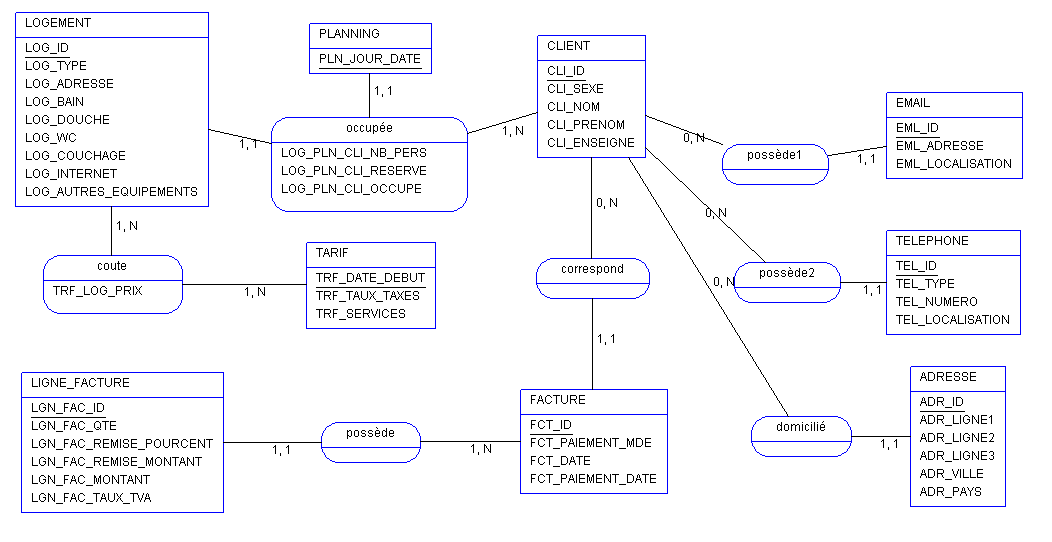 LOGEMENT
LOG_ID
LOG_TYPE
LOG_ADRESSE
LOG_BAIN
LOG_DOUCHE
LOG_WC
LOG_COUCHAGE
LOG_INTERNET
LOG_AUTRES_EQUIPEMENTS
PLANNING
PLN_JOUR_DATE
1, 1
1, 1
occupée
LOG_PLN_CLI_NB_PERS
LOG_PLN_CLI_RESERVE
LOG_PLN_CLI_OCCUPE
1, N
CLIENT
CLI_ID
CLI_SEXE
CLI_NOM
CLI_PRENOM
CLI_ENSEIGNE
0, N
possède1
1, 1
EMAIL
EML_ID
EML_ADRESSE
EML_LOCALISATION
0, N
possède2
1, 1
TELEPHONE
TEL_ID
TEL_TYPE
TEL_NUMERO
TEL_LOCALISATION
0, N
domicilié
1, 1
ADRESSE
ADR_ID
ADR_LIGNE1
ADR_LIGNE2
ADR_LIGNE3
ADR_VILLE
ADR_PAYS
1, N
coute
TRF_LOG_PRIX
1, N
TARIF
TRF_DATE_DEBUT
TRF_TAUX_TAXES
TRF_SERVICES
0, N
correspond
1, 1
LIGNE_FACTURE
LGN_FAC_ID
LGN_FAC_QTE
LGN_FAC_REMISE_POURCENT
LGN_FAC_REMISE_MONTANT
LGN_FAC_MONTANT
LGN_FAC_TAUX_TVA
1, 1
possède
1, N
FACTURE
FCT_ID
FCT_PAIEMENT_MDE
FCT_DATE
FCT_PAIEMENT_DATE